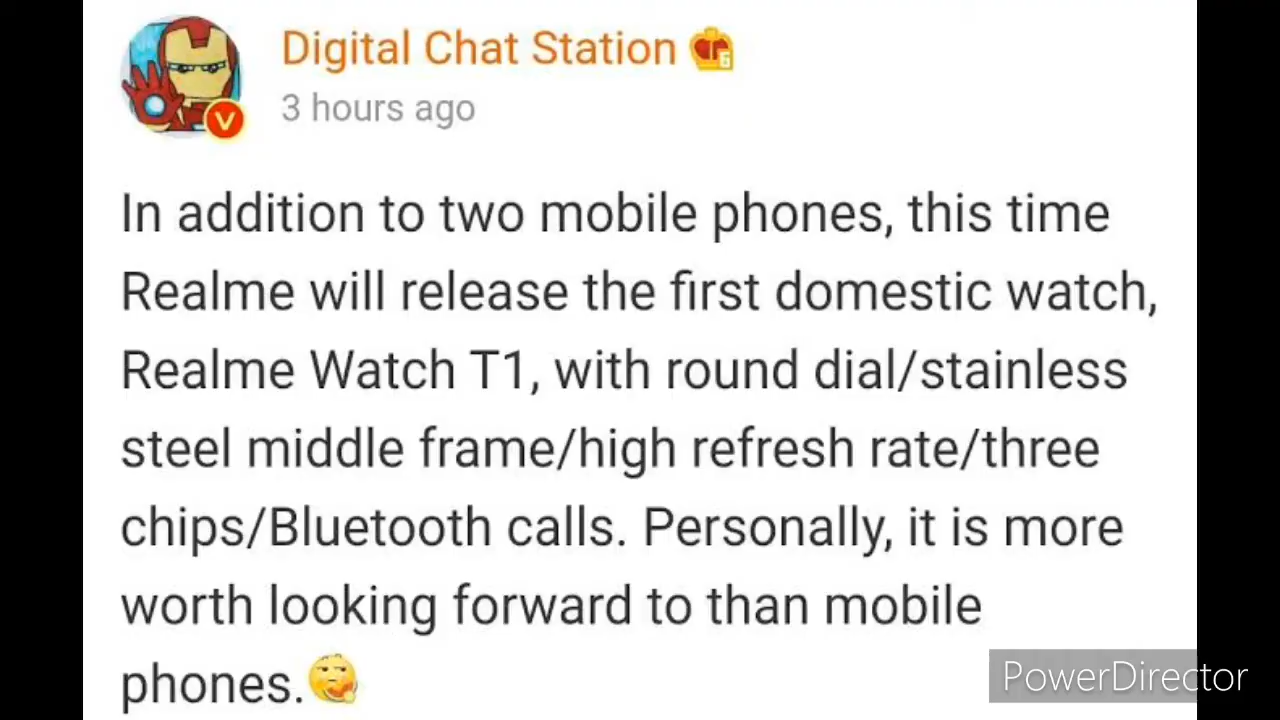 Digital Chat Station
3 hours ago
In addition to two mobile phones, this time
Realme will release the first domestic watch,
Realme Watch T1, with round dial/stainless
steel middle frame/high refresh rate/three
chips/Bluetooth calls. Personally, it is more
worth looking forward to than mobile
phones.
PowerDirector